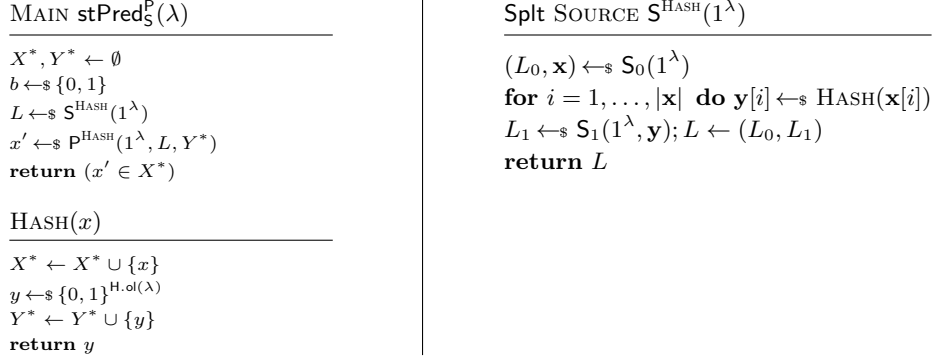 MAIN stPred^P_S(λ)
X*, Y* ← ∅
b ←$ {0, 1}
L ←$ S^HASH(1^λ)
x′ ←$ P^HASH(1^λ, L, Y*)
return (x′ ∈ X*)
HASH(x)
X* ← X* ∪ {x}
y ←$ {0, 1}^H.ol(λ)
Y* ← Y* ∪ {y}
return y
Splt SOURCE S^HASH(1^λ)
(L_0, x) ←$ S_0(1^λ)
for i = 1, . . . , |x| do y[i] ←$ HASH(x[i])
L_1 ←$ S_1(1^λ, y); L ← (L_0, L_1)
return L